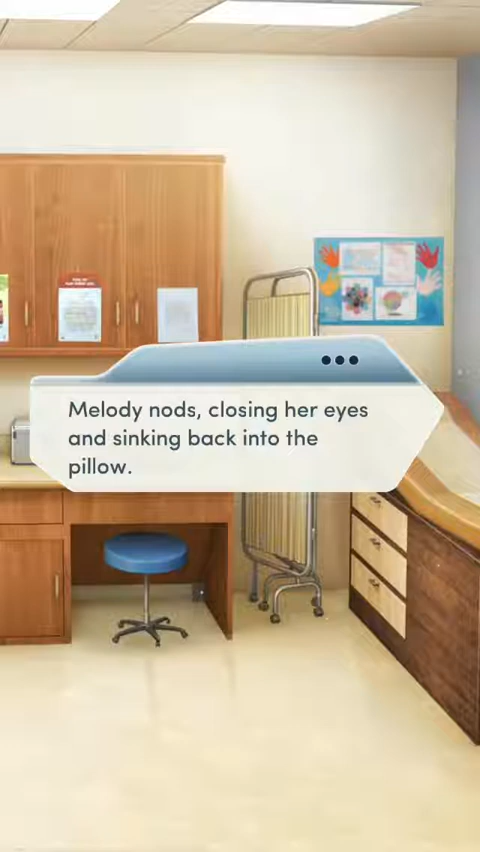 Melody nods, closing her eyes
and sinking back into the
pillow.